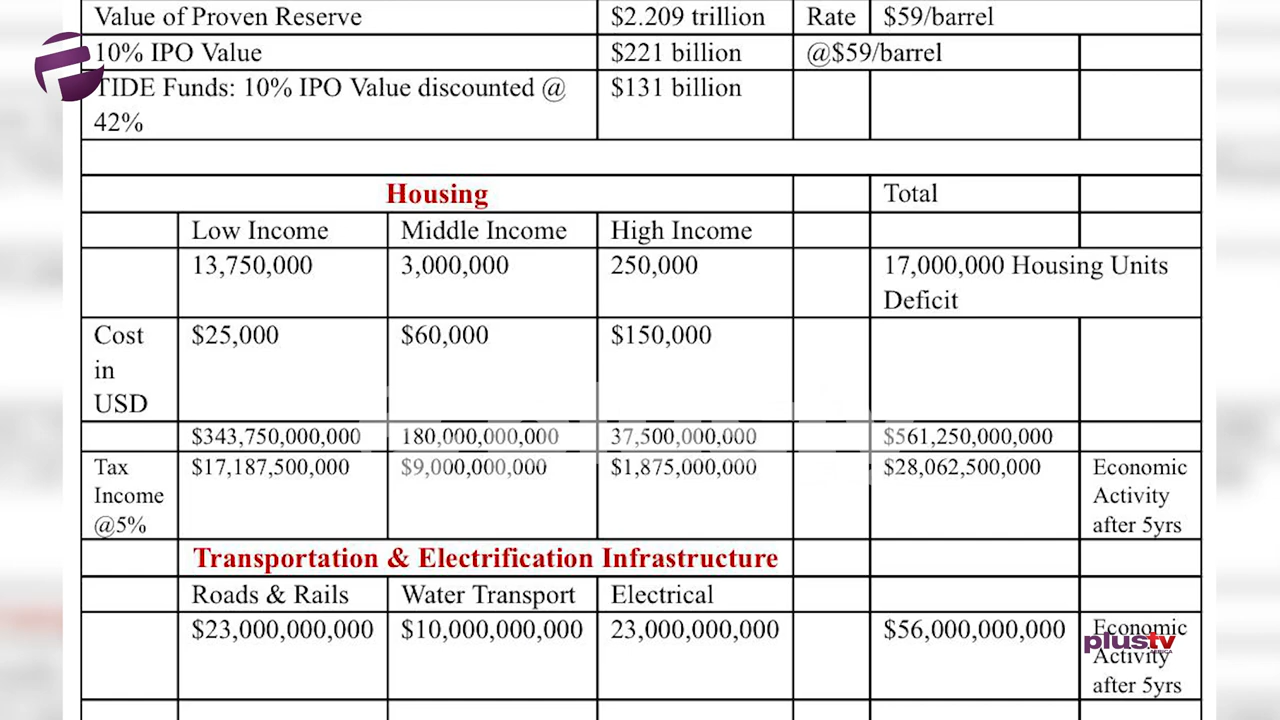 Value of Proven Reserve $2.209 trillion Rate $59/barrel
10% IPO Value $221 billion @$59/barrel
TIDE Funds: 10% IPO Value discounted @ $131 billion
42%
Housing Total
Low Income Middle Income High Income
13,750,000 3,000,000 250,000 17,000,000 Housing Units
Deficit
Cost $25,000 $60,000 $150,000
in
USD
$343,750,000,000 180,000,000,000 37,500,000,000 $561,250,000,000
Tax $17,187,500,000 $9,000,000,000 $1,875,000,000 $28,062,500,000 Economic
Income Activity
@5% after 5yrs
Transportation & Electrification Infrastructure
Roads & Rails Water Transport Electrical
$23,000,000,000 $10,000,000,000 23,000,000,000 $56,000,000,000 Economic
plustv
AFRICA
Activity
after 5yrs